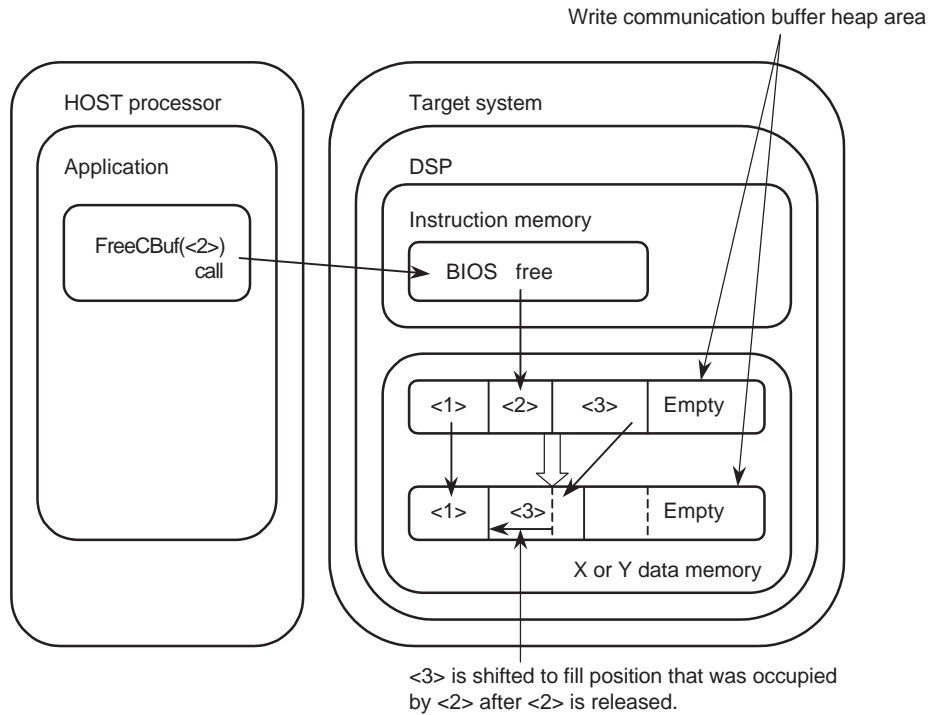 Write communication buffer heap area
HOST processor
Target system
Application
DSP
Instruction memory
FreeCBuf(<2>)
call
BIOS free
<1> <2> <3> Empty
<1> <3> Empty
X or Y data memory
<3> is shifted to fill position that was occupied
by <2> after <2> is released.